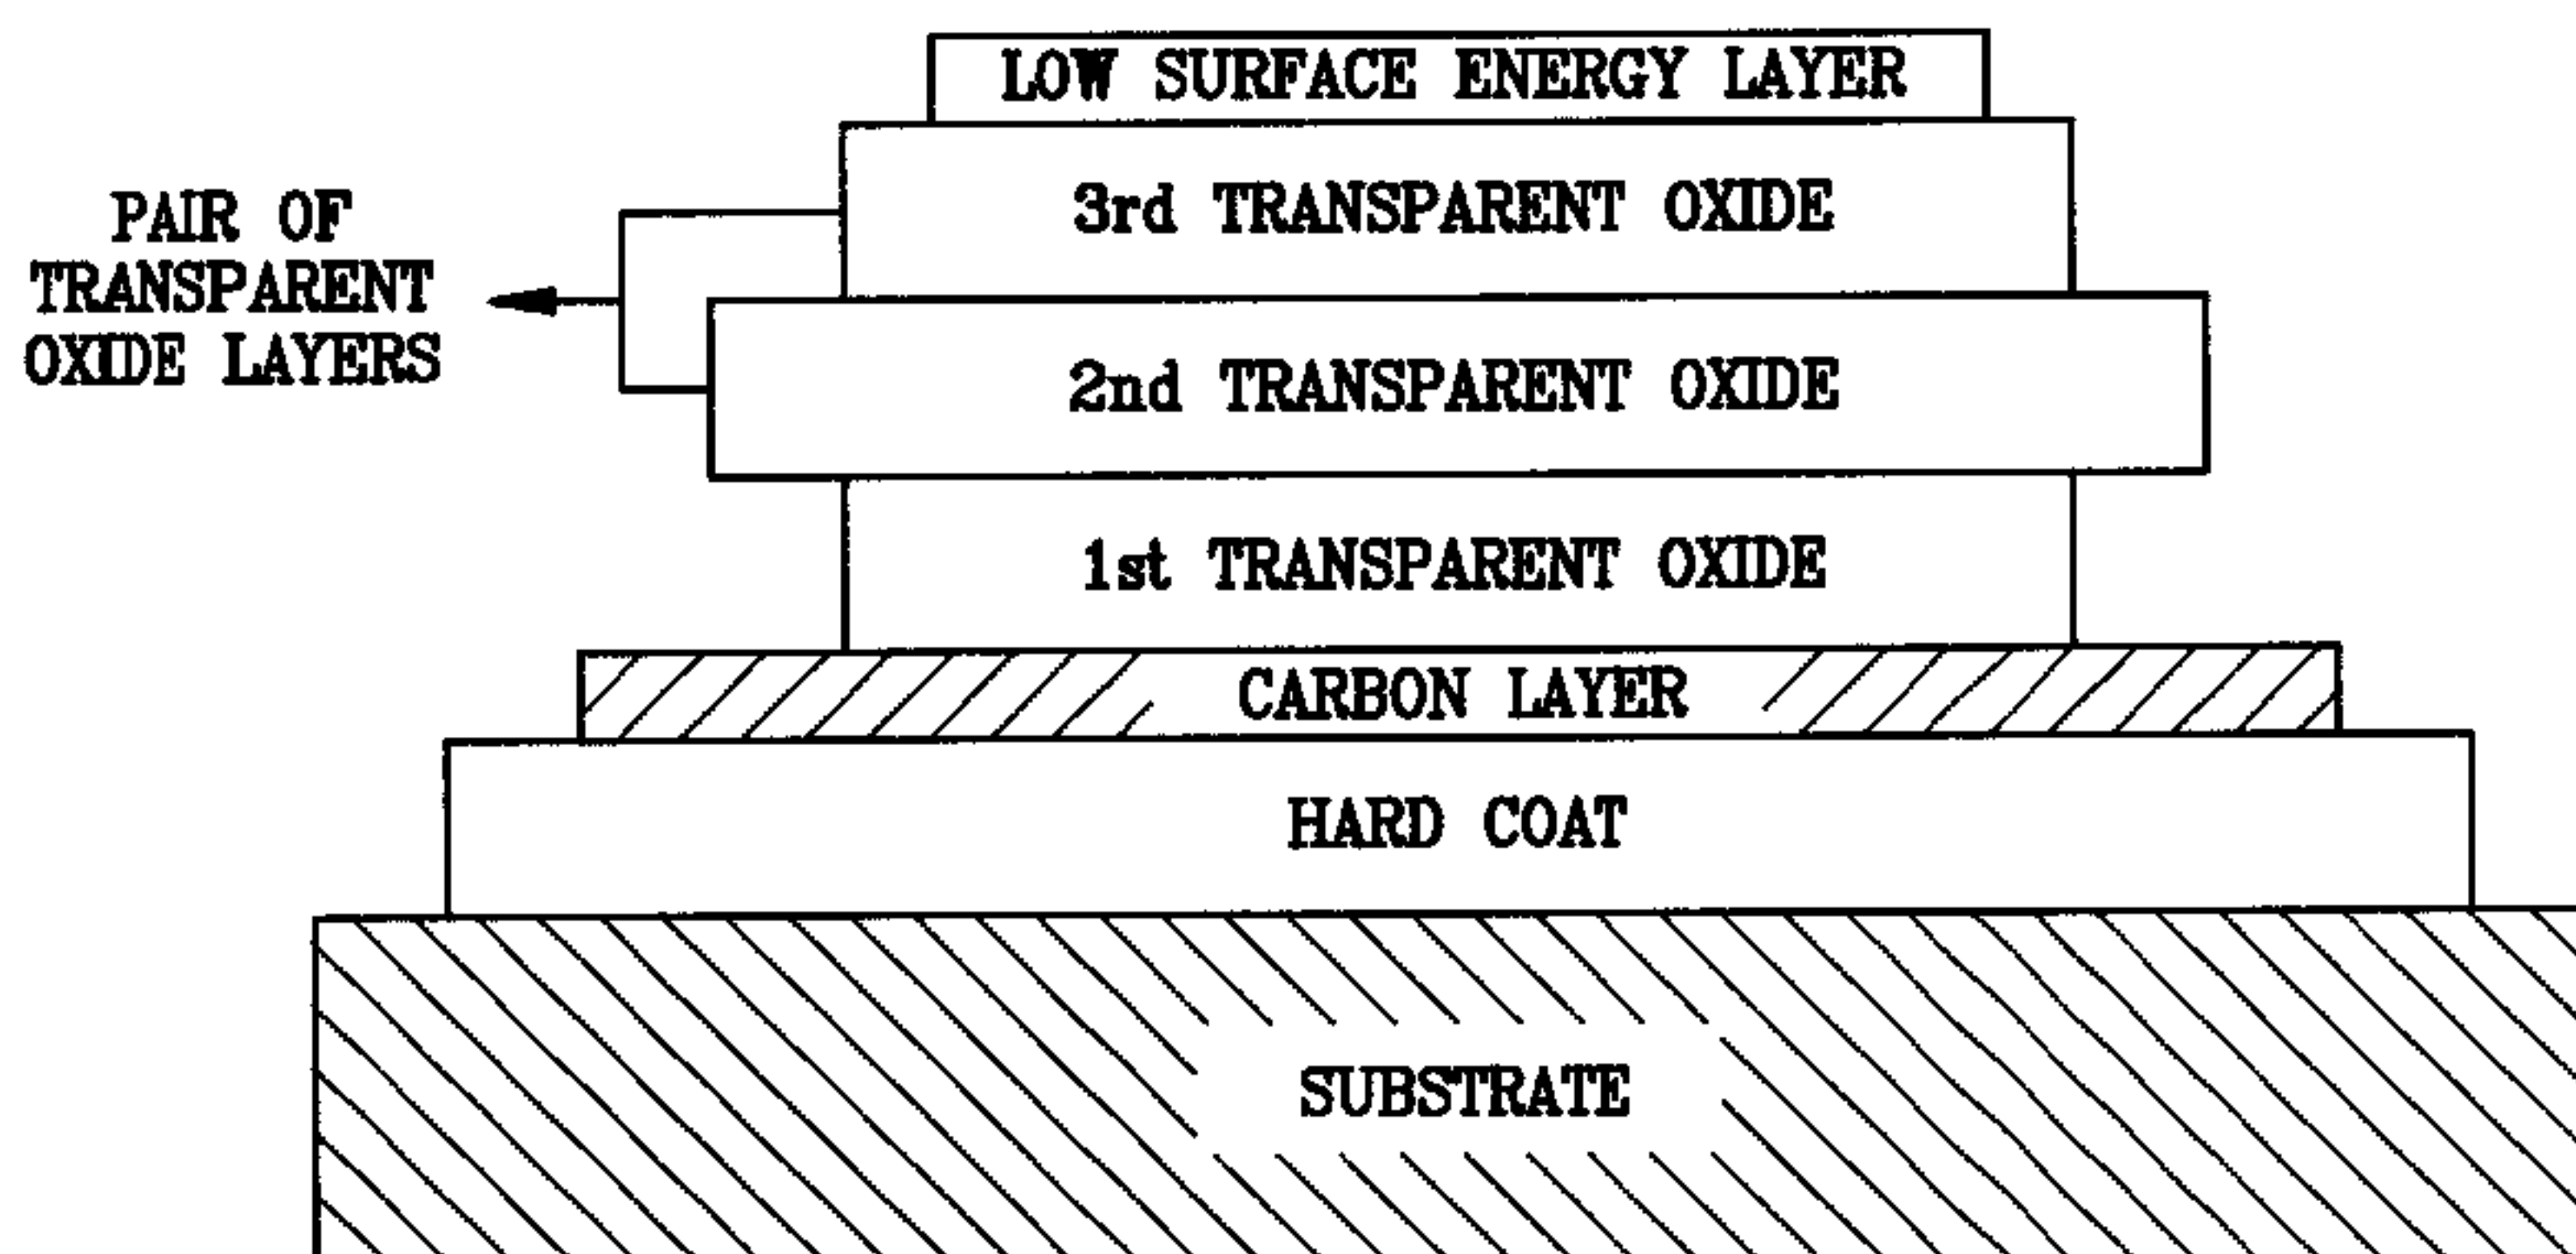 LOW SURFACE ENERGY LAYER
3rd TRANSPARENT OXIDE
PAIR OF
TRANSPARENT
OXIDE LAYERS
2nd TRANSPARENT OXIDE
1st TRANSPARENT OXIDE
CARBON LAYER
HARD COAT
SUBSTRATE